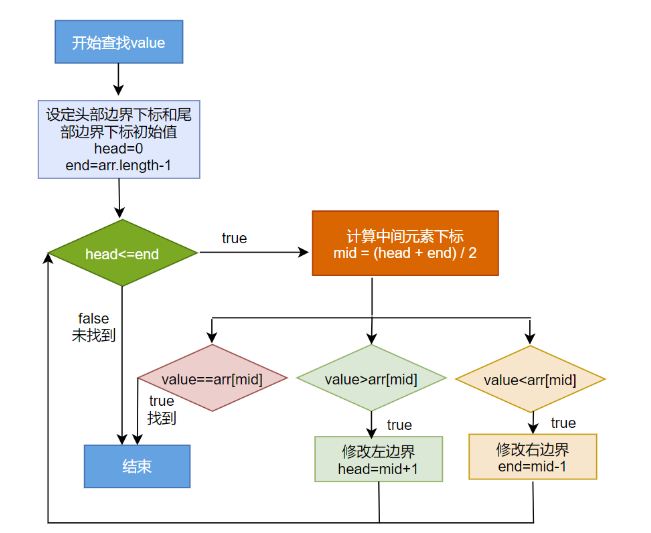 开始查找value
设定头部边界下标和尾
部边界下标初始值
head=0
end=arr.length-1
head<=end
true
计算中间元素下标
mid = (head + end) / 2
false
未找到
value==arr[mid]
value>arr[mid]
value<arr[mid]
true
找到
true
true
结束
修改左边界
head=mid+1
修改右边界
end=mid-1